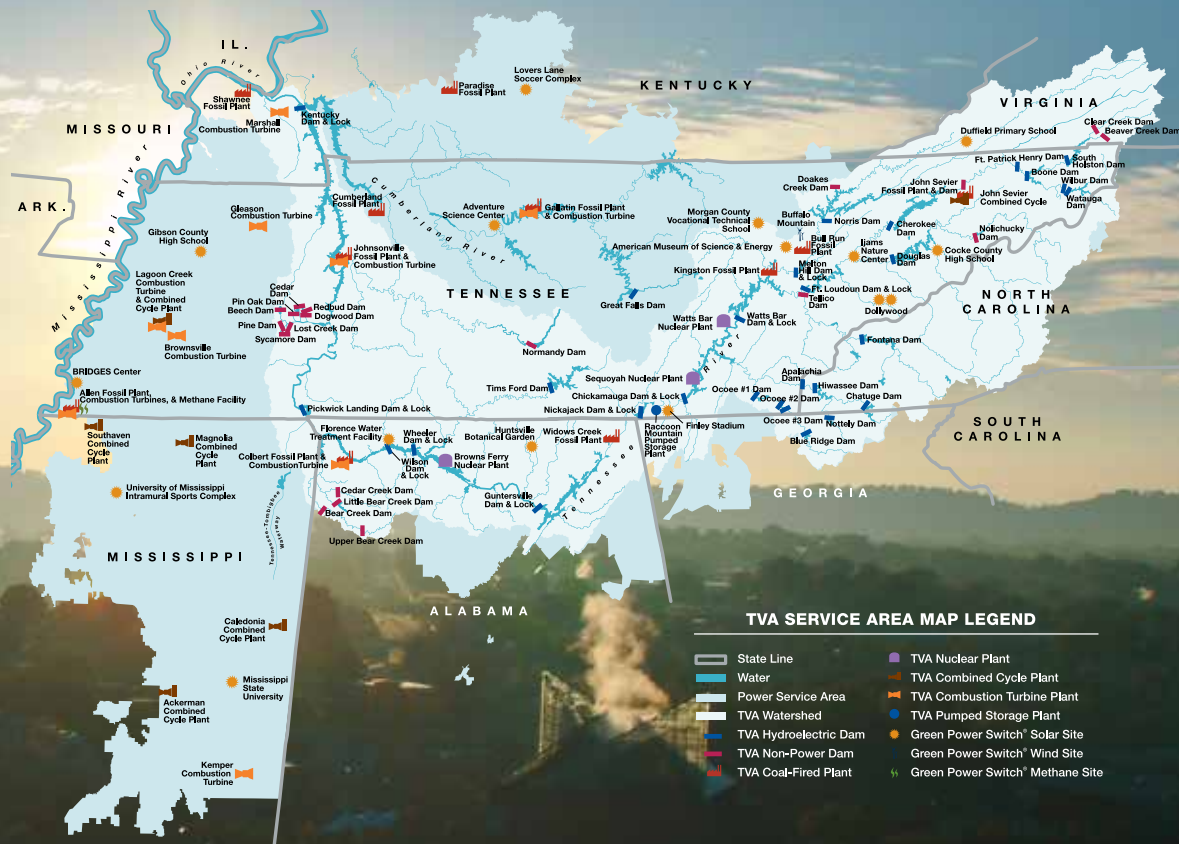 IL.
Ohio River
KENTUCKY
VIRGINIA
MISSOURI
ARK.
Mississippi River
TENNESSEE
NORTH
CAROLINA
SOUTH
CAROLINA
GEORGIA
ALABAMA
MISSISSIPPI
Cumberland River
Tennessee
River
Tennessee-Tombigbee
Waterway
Shawnee
Fossil Plant
Marshall
Combustion Turbine
Kentucky
Dam & Lock
Paradise
Fossil Plant
Lovers Lane
Soccer Complex
Duffield Primary School
Clear Creek Dam
Beaver Creek Dam
Ft. Patrick Henry Dam
South
Holston Dam
Boone Dam
Wilbur Dam
Watauga
Dam
Doakes
Creek Dam
John Sevier
Fossil Plant & Dam
John Sevier
Combined Cycle
Cumberland
Fossil Plant
Gleason
Combustion Turbine
Gibson County
High School
Adventure
Science Center
Gallatin Fossil Plant
& Combustion Turbine
Morgan County
Vocational Technical
School
Buffalo
Mountain
Norris Dam
Cherokee
Dam
Nolichucky
Dam
American Museum of Science & Energy
Bull Run
Fossil
Plant
Ijams
Nature
Center
Douglas
Dam
Cocke County
High School
Johnsonville
Fossil Plant &
Combustion Turbine
Kingston Fossil Plant
Melton
Hill Dam
& Lock
Ft. Loudoun Dam & Lock
Tellico
Dam
Dollywood
Lagoon Creek
Combustion
Turbine
& Combined
Cycle Plant
Cedar
Dam
Pin Oak Dam
Redbud Dam
Beech Dam
Dogwood Dam
Pine Dam
Lost Creek Dam
Sycamore Dam
Great Falls Dam
Watts Bar
Nuclear Plant
Watts Bar
Dam & Lock
Brownsville
Combustion Turbine
Normandy Dam
Fontana Dam
BRIDGES Center
Allen Fossil Plant,
Combustion Turbines, & Methane Facility
Tims Ford Dam
Sequoyah Nuclear Plant
Chickamauga Dam & Lock
Apalachia
Dam
Ocoee #1 Dam
Hiwassee Dam
Ocoee #2 Dam
Chatuge Dam
Pickwick Landing Dam & Lock
Nickajack Dam & Lock
Ocoee #3 Dam
Nottely Dam
Blue Ridge Dam
Southaven
Combined
Cycle
Plant
Magnolia
Combined
Cycle
Plant
Florence Water
Treatment Facility
Wheeler
Dam & Lock
Huntsville
Botanical Garden
Widows Creek
Fossil Plant
Raccoon
Mountain
Pumped
Storage
Plant
Finley Stadium
Colbert Fossil Plant &
CombustionTurbine
Wilson
Dam
& Lock
Browns Ferry
Nuclear Plant
University of Mississippi
Intramural Sports Complex
Cedar Creek Dam
Little Bear Creek Dam
Bear Creek Dam
Upper Bear Creek Dam
Guntersville
Dam & Lock
Caledonia
Combined
Cycle Plant
Mississippi
State
University
Ackerman
Combined
Cycle Plant
Kemper
Combustion
Turbine
TVA SERVICE AREA MAP LEGEND
State Line
Water
Power Service Area
TVA Watershed
TVA Hydroelectric Dam
TVA Non-Power Dam
TVA Coal-Fired Plant
TVA Nuclear Plant
TVA Combined Cycle Plant
TVA Combustion Turbine Plant
TVA Pumped Storage Plant
Green Power Switch® Solar Site
Green Power Switch® Wind Site
Green Power Switch® Methane Site